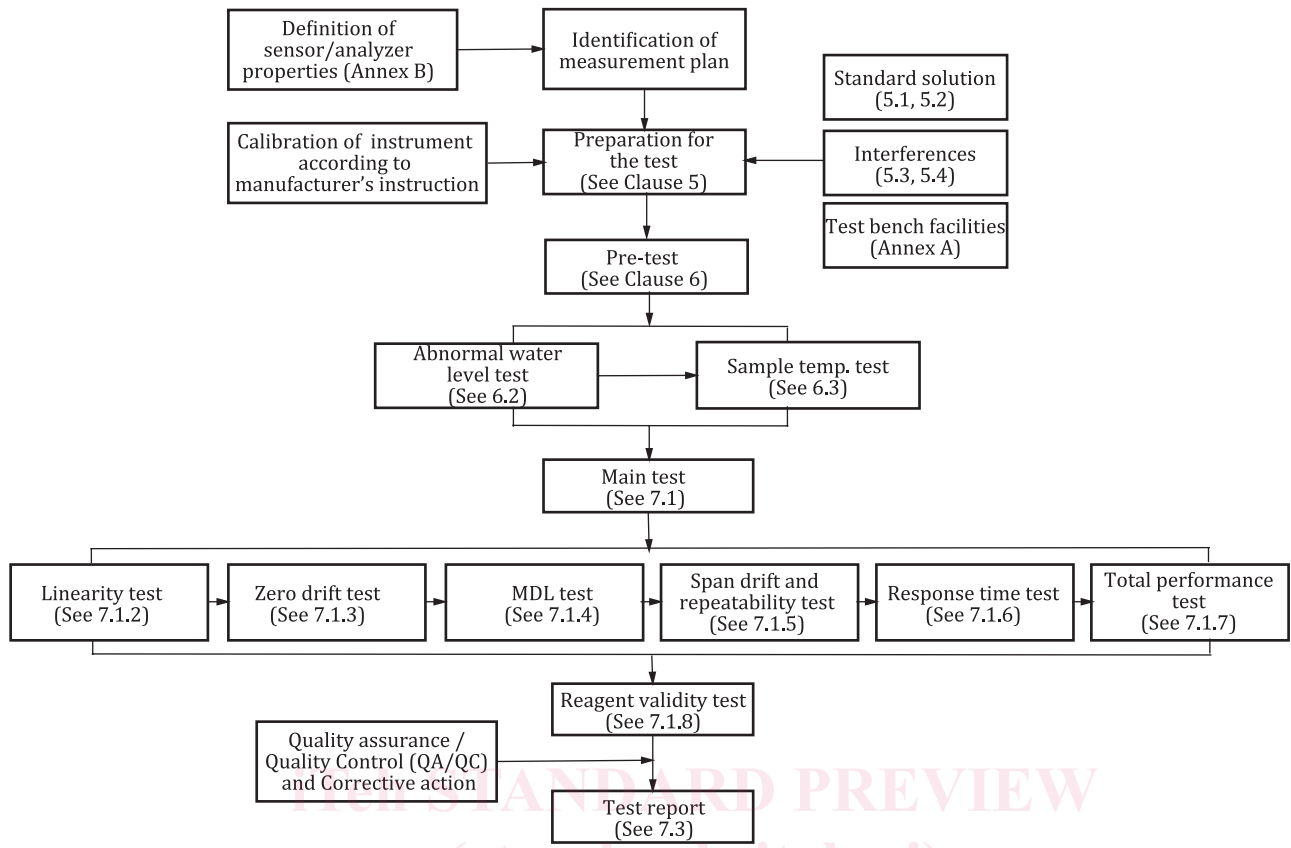 Definition of
sensor/analyzer
properties (Annex B)
Identification of
measurement plan
Standard solution
(5.1, 5.2)
Calibration of instrument
according to
manufacturer's instruction
Preparation for
the test
(See Clause 5)
Interferences
(5.3, 5.4)
Test bench facilities
(Annex A)
Pre-test
(See Clause 6)
Abnormal water
level test
(See 6.2)
Sample temp. test
(See 6.3)
Main test
(See 7.1)
Linearity test
(See 7.1.2)
Zero drift test
(See 7.1.3)
MDL test
(See 7.1.4)
Span drift and
repeatability test
(See 7.1.5)
Response time test
(See 7.1.6)
Total performance
test
(See 7.1.7)
Reagent validity test
(See 7.1.8)
Quality assurance /
Quality Control (QA/QC)
and Corrective action
iTeh STANDARD PREVIEW
Test report
(See 7.3)